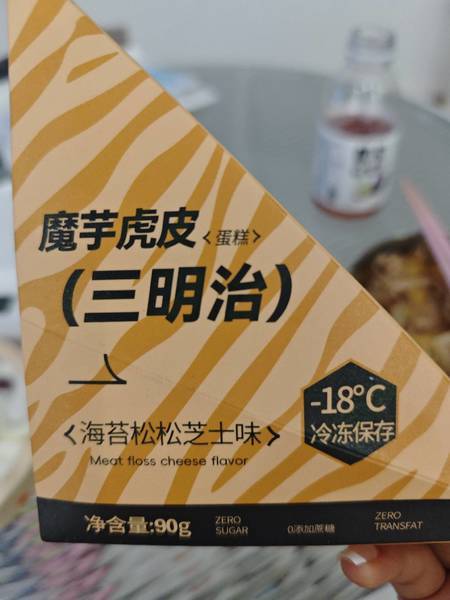 魔芋虎皮<蛋糕>
(三明治)
<海苔松松芝士味>
Meat floss cheese flavor
-18°C
冷冻保存
净含量:90g
ZERO
SUGAR
0添加蔗糖
ZERO
TRANSFAT